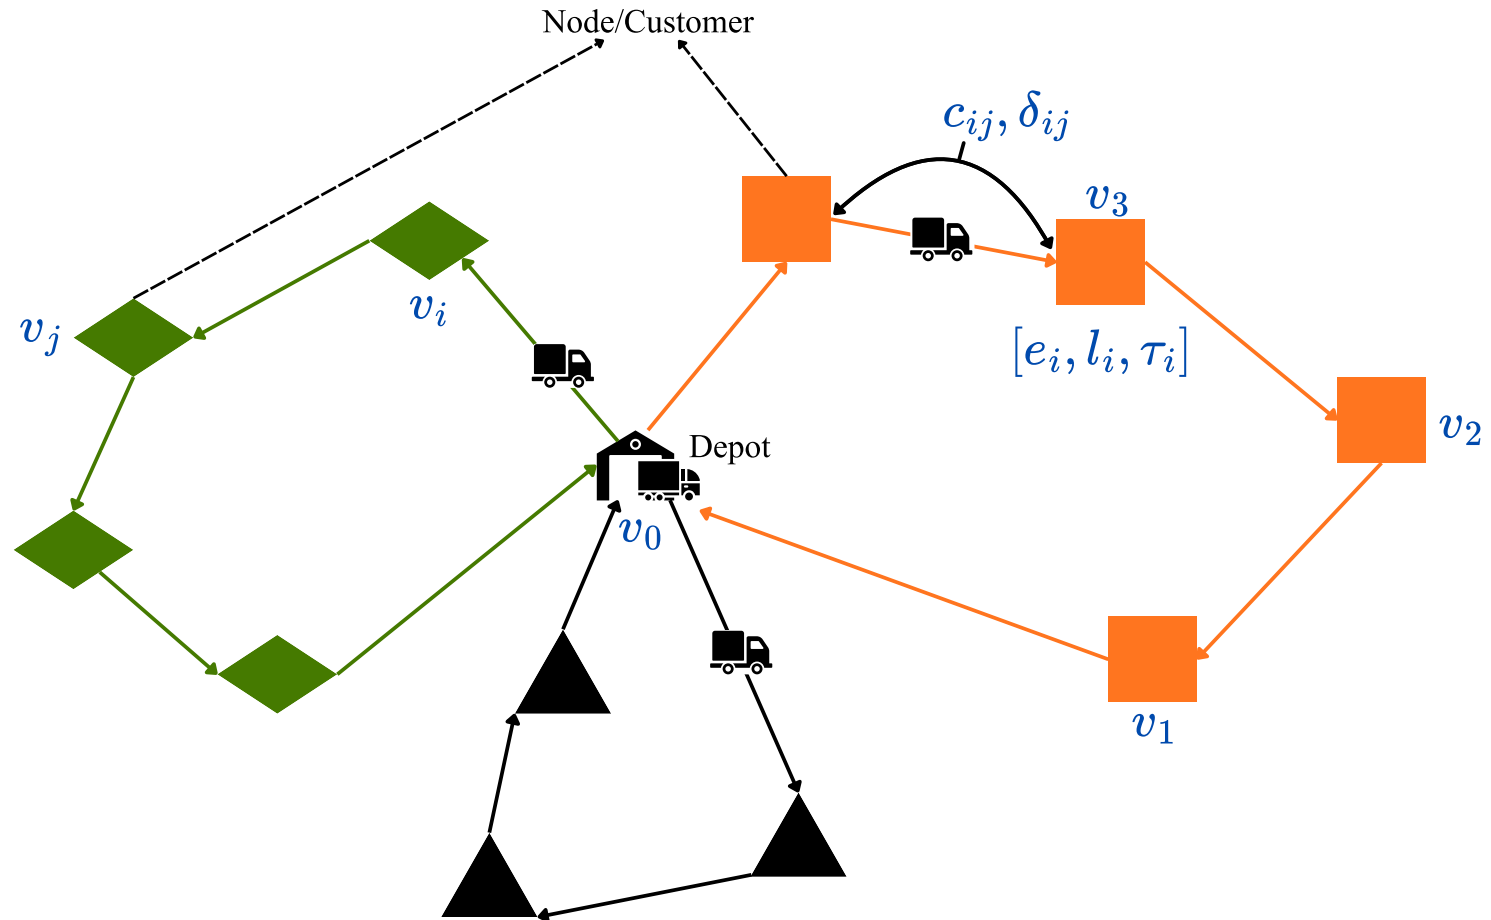 Node/Customer
c_{ij}, δ_{ij}
v_3
v_i
v_j
[e_i, l_i, τ_i]
v_2
Depot
v_0
v_1